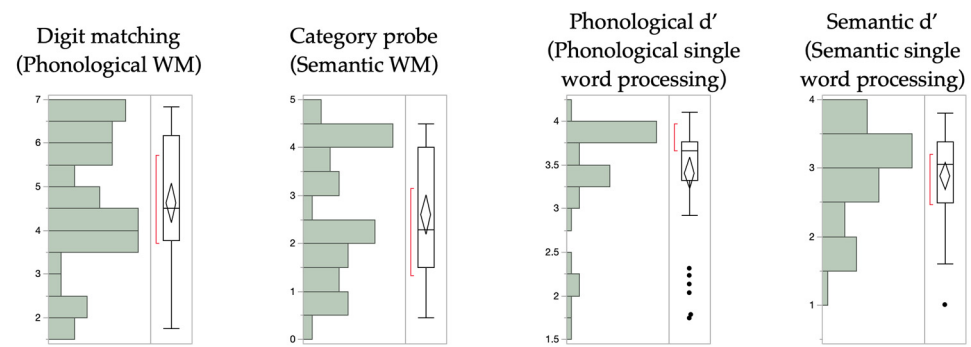 Digit matching
(Phonological WM)
7
6
5
4
3
2
Category probe
(Semantic WM)
5
4
3
2
1
0
Phonological d’
(Phonological single
word processing)
4
3.5
3
2.5
2
1.5
Semantic d’
(Semantic single
word processing)
4
3
2
1